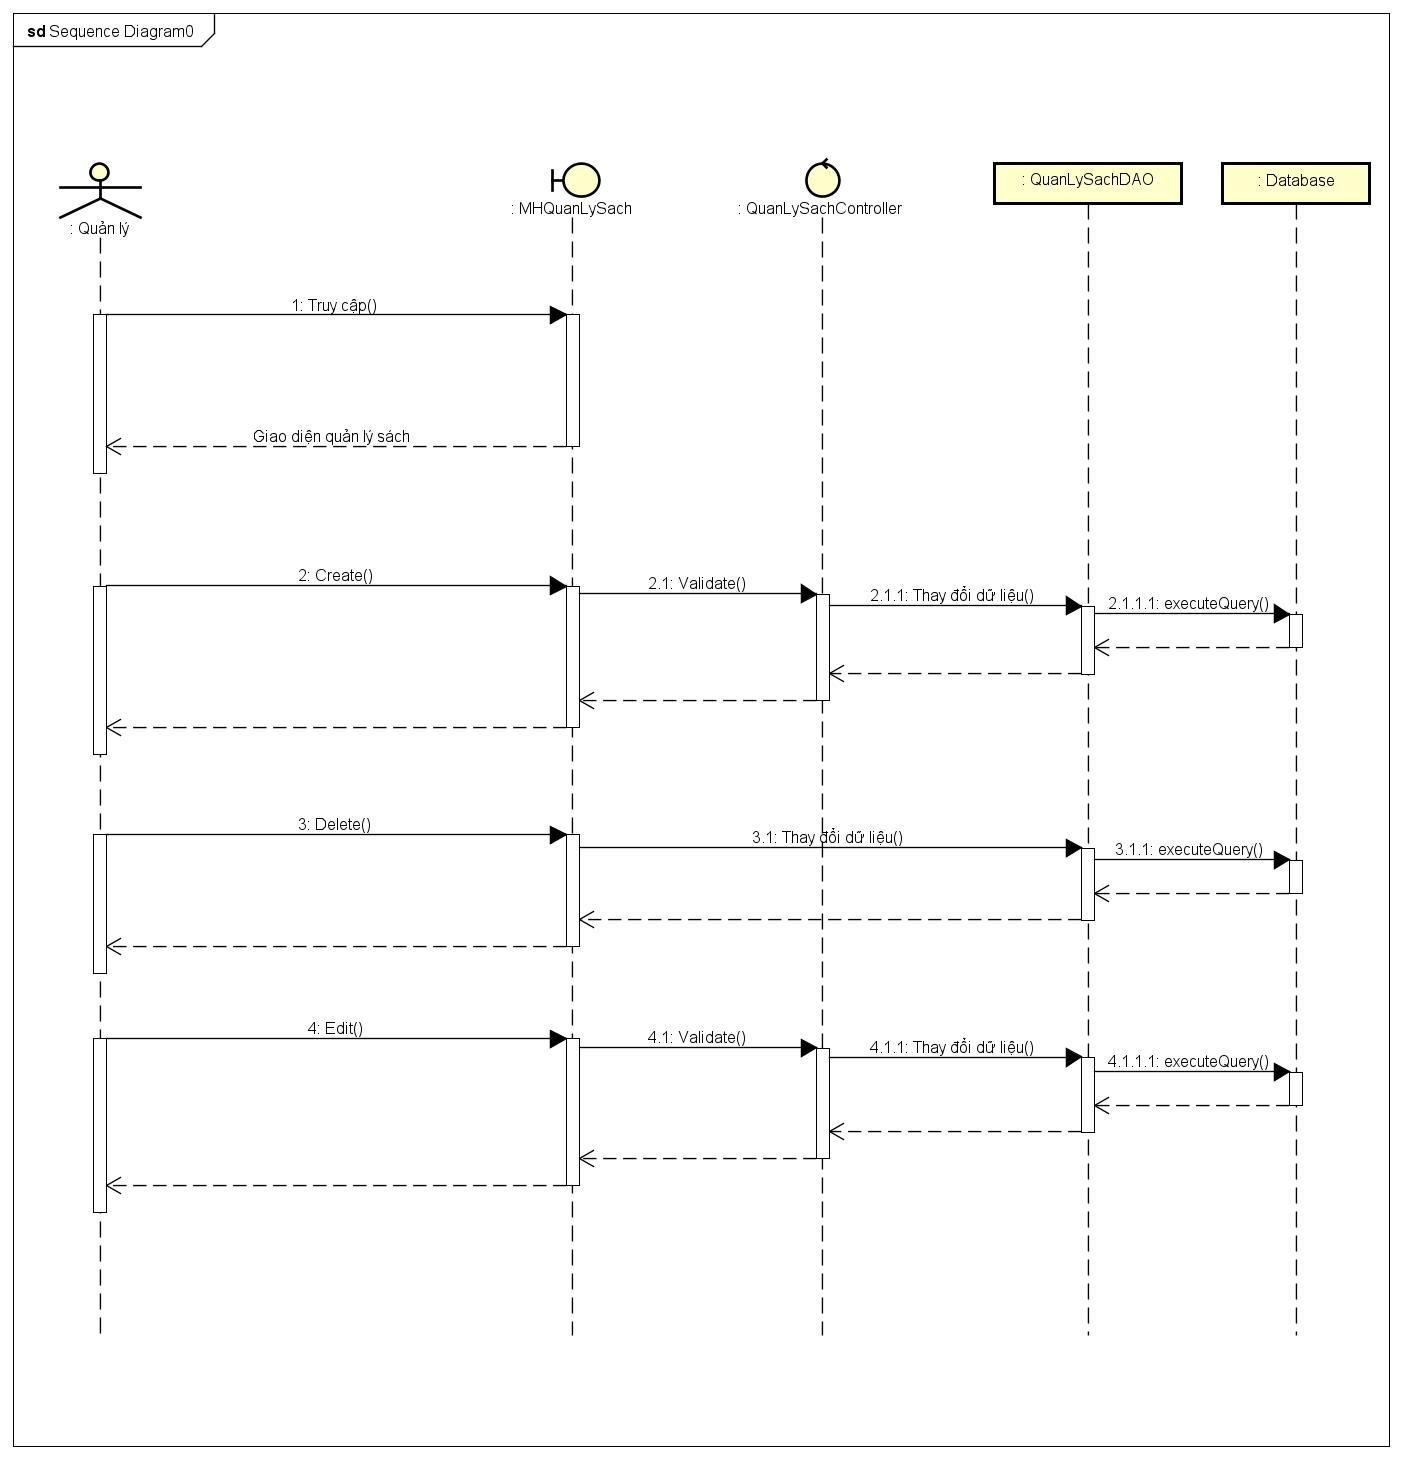 sd Sequence Diagram0
: Quản lý
: MHQuanLySach
: QuanLySachController
: QuanLySachDAO
: Database
1: Truy cập()
Giao diện quản lý sách
2: Create()
2.1: Validate()
2.1.1: Thay đổi dữ liệu()
2.1.1.1: executeQuery()
3: Delete()
3.1: Thay đổi dữ liệu()
3.1.1: executeQuery()
4: Edit()
4.1: Validate()
4.1.1: Thay đổi dữ liệu()
4.1.1.1: executeQuery()